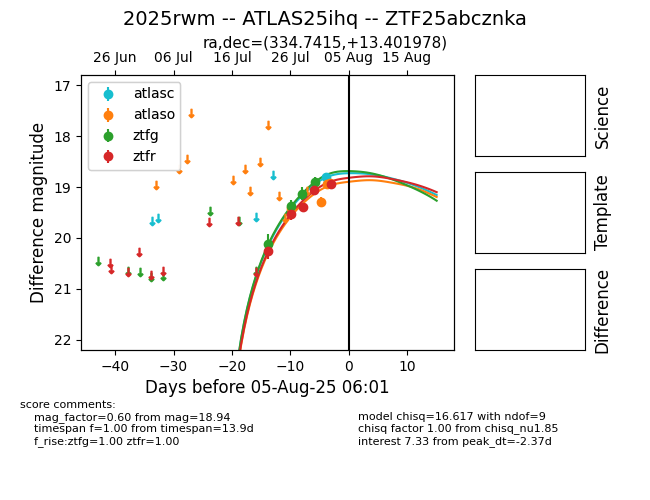 2025rwm -- ATLAS25ihq -- ZTF25abcznka
ra,dec=(334.7415,+13.401978)
26 Jun 06 Jul 16 Jul 26 Jul 05 Aug 15 Aug
17
18
19
20
21
22
Difference magnitude
atlasc
atlaso
ztfg
ztfr
−40 −30 −20 −10 0 10
Days before 05-Aug-25 06:01
Science
Template
Difference
score comments:
mag_factor=0.60 from mag=18.94
timespan f=1.00 from timespan=13.9d
f_rise:ztfg=1.00 ztfr=1.00
model chisq=16.617 with ndof=9
chisq factor 1.00 from chisq_nu1.85
interest 7.33 from peak_dt=-2.37d